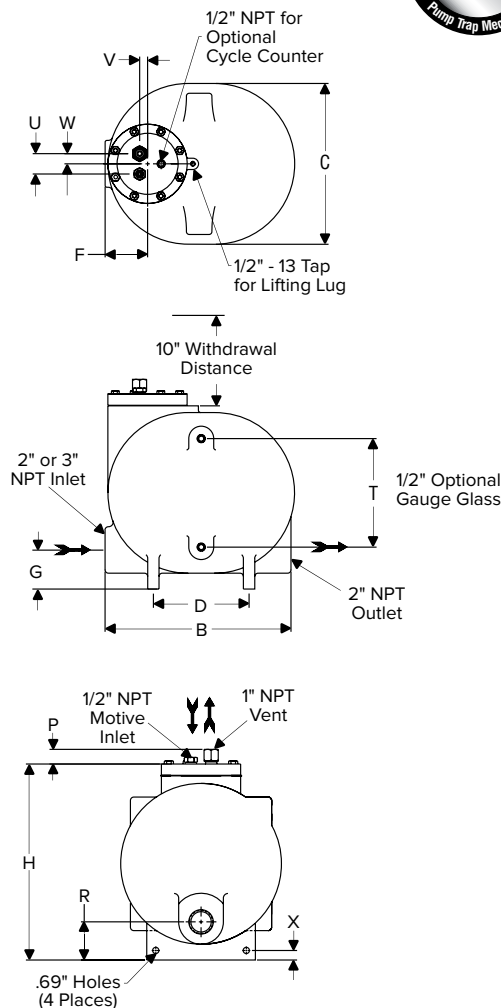 Pump Trap Mec
1/2" NPT for
Optional
Cycle Counter
V
U
W
C
F
1/2" - 13 Tap
for Lifting Lug
10" Withdrawal
Distance
2" or 3"
NPT Inlet
T
1/2" Optional
Gauge Glass
G
D
B
2" NPT
Outlet
1/2" NPT
Motive
Inlet
1" NPT
Vent
P
H
R
X
.69" Holes
(4 Places)